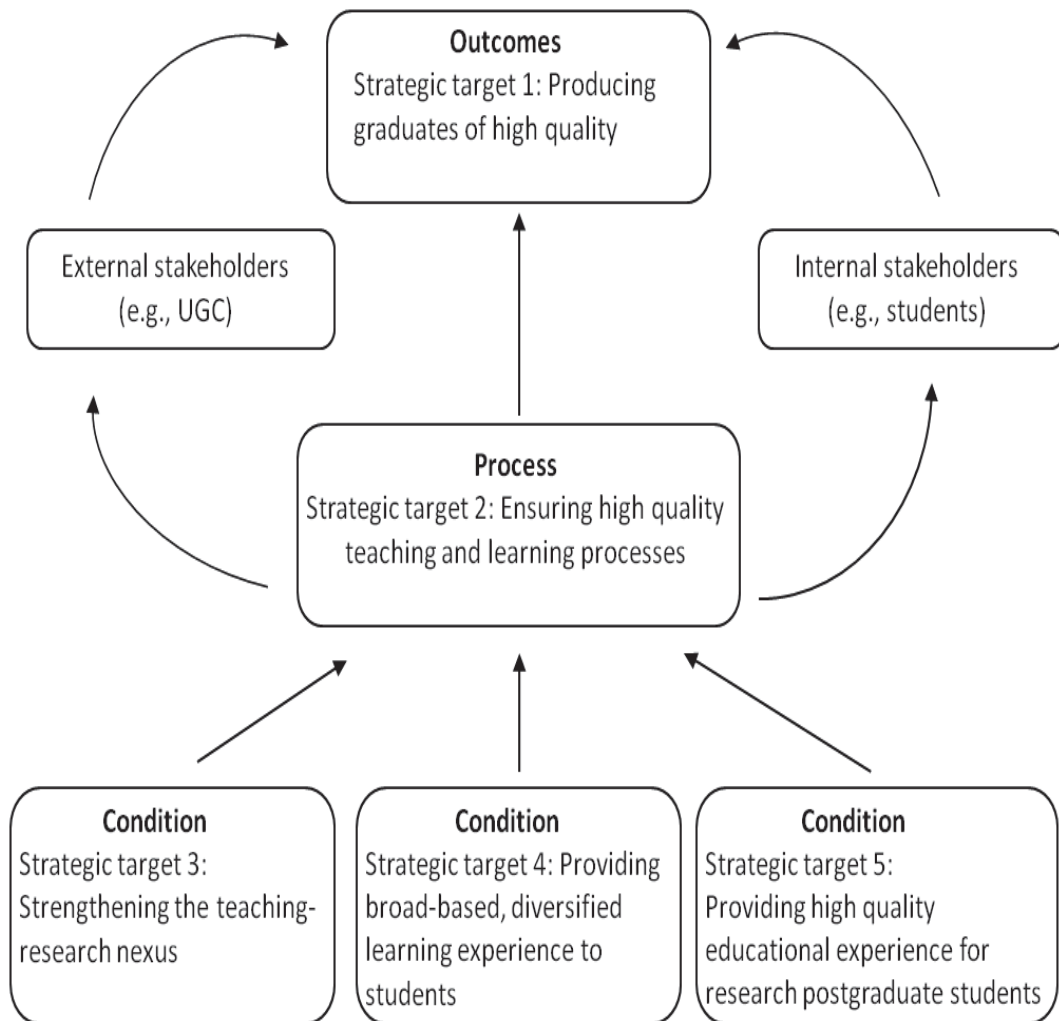 Outcomes
Strategic target 1: Producing
graduates of high quality
External stakeholders
(e.g., UGC)
Internal stakeholders
(e.g., students)
Process
Strategic target 2: Ensuring high quality
teaching and learning processes
Condition
Strategic target 3:
Strengthening the teaching-
research nexus
Condition
Strategic target 4: Providing
broad-based, diversified
learning experience to
students
Condition
Strategic target 5:
Providing high quality
educational experience for
research postgraduate students